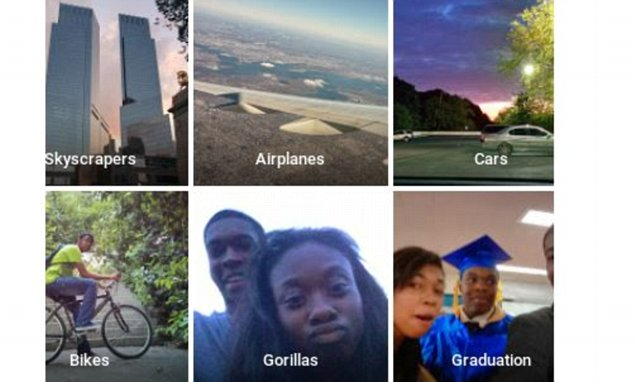 Skyscrapers
Airplanes
Cars
Bikes
Gorillas
Graduation